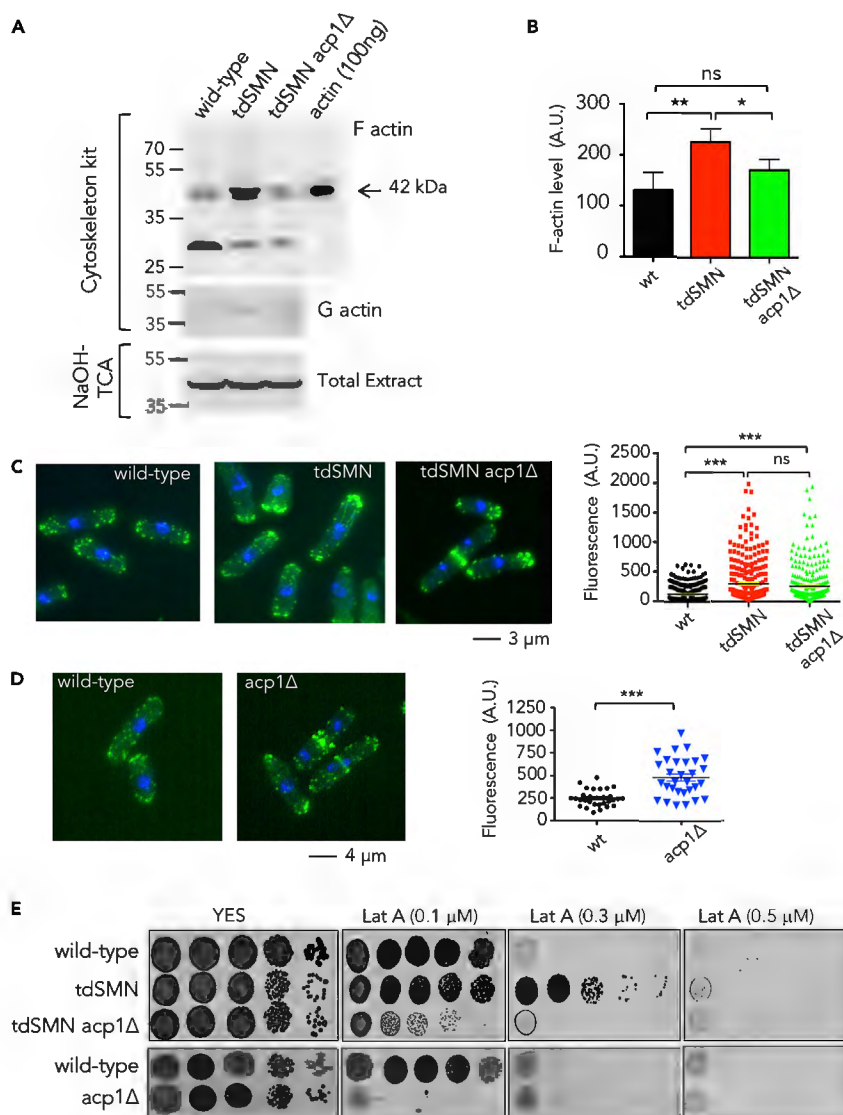 A
wid-type
tdSMN
tdSMN acp1Δ
actin (100ng)
Cytoskeleton kit
F actin
70
55
55
← 42 kDa
35
25
55
35
G actin
NaOH-
TCA
55
35
Total Extract
B
ns
** *
F-actin level (A.U.)
300
200
100
0
wt
tdSMN
tdSMN
acp1Δ
C
wild-type
tdSMN
tdSMN acp1Δ
3 µm
Fluorescence (A.U.)
2500
2000
1500
1000
500
0
***
*** ns
wt
tdSMN
tdSMN
acp1Δ
D
wild-type
acp1Δ
4 µm
Fluorescence (A.U.)
1250
1000
750
500
250
0
***
wt
acp1Δ
E
YES
Lat A (0.1 µM)
Lat A (0.3 µM)
Lat A (0.5 µM)
wild-type
tdSMN
tdSMN acp1Δ
wild-type
acp1Δ